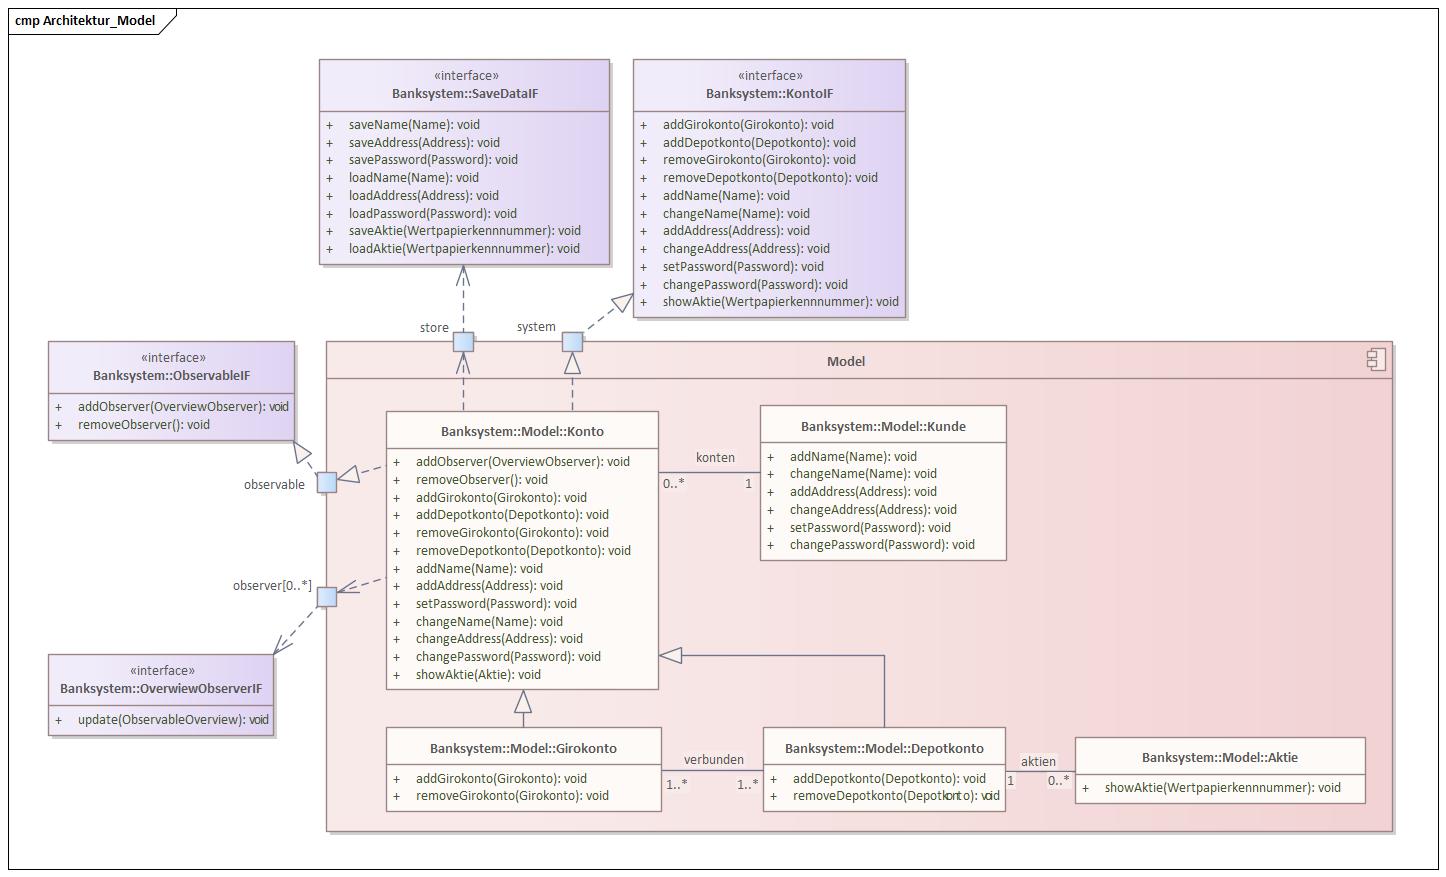 cmp Architektur_Model
«interface»
Banksystem::SaveDataIF
+ saveName(Name): void
+ saveAddress(Address): void
+ savePassword(Password): void
+ loadName(Name): void
+ loadAddress(Address): void
+ loadPassword(Password): void
+ saveAktie(Wertpapierkennnummer): void
+ loadAktie(Wertpapierkennnummer): void
«interface»
Banksystem::KontoIF
+ addGirokonto(Girokonto): void
+ addDepotkonto(Depotkonto): void
+ removeGirokonto(Girokonto): void
+ removeDepotkonto(Depotkonto): void
+ addName(Name): void
+ changeName(Name): void
+ addAddress(Address): void
+ changeAddress(Address): void
+ setPassword(Password): void
+ changePassword(Password): void
+ showAktie(Wertpapierkennnummer): void
store
system
«interface»
Banksystem::ObservableIF
+ addObserver(OverviewObserver): void
+ removeObserver(): void
observable
observer[0..*]
«interface»
Banksystem::OverwiewObserverIF
+ update(ObservableOverview): void
Model
Banksystem::Model::Konto
+ addObserver(OverviewObserver): void
+ removeObserver(): void
+ addGirokonto(Girokonto): void
+ addDepotkonto(Depotkonto): void
+ removeGirokonto(Girokonto): void
+ removeDepotkonto(Depotkonto): void
+ addName(Name): void
+ addAddress(Address): void
+ setPassword(Password): void
+ changeName(Name): void
+ changeAddress(Address): void
+ changePassword(Password): void
+ showAktie(Aktie): void
konten
0..* 1
Banksystem::Model::Kunde
+ addName(Name): void
+ changeName(Name): void
+ addAddress(Address): void
+ changeAddress(Address): void
+ setPassword(Password): void
+ changePassword(Password): void
Banksystem::Model::Girokonto
+ addGirokonto(Girokonto): void
+ removeGirokonto(Girokonto): void
verbunden
1..* 1..*
Banksystem::Model::Depotkonto
+ addDepotkonto(Depotkonto): void
+ removeDepotkonto(Depotkonto): void
aktien
1 0..*
Banksystem::Model::Aktie
+ showAktie(Wertpapierkennnummer): void